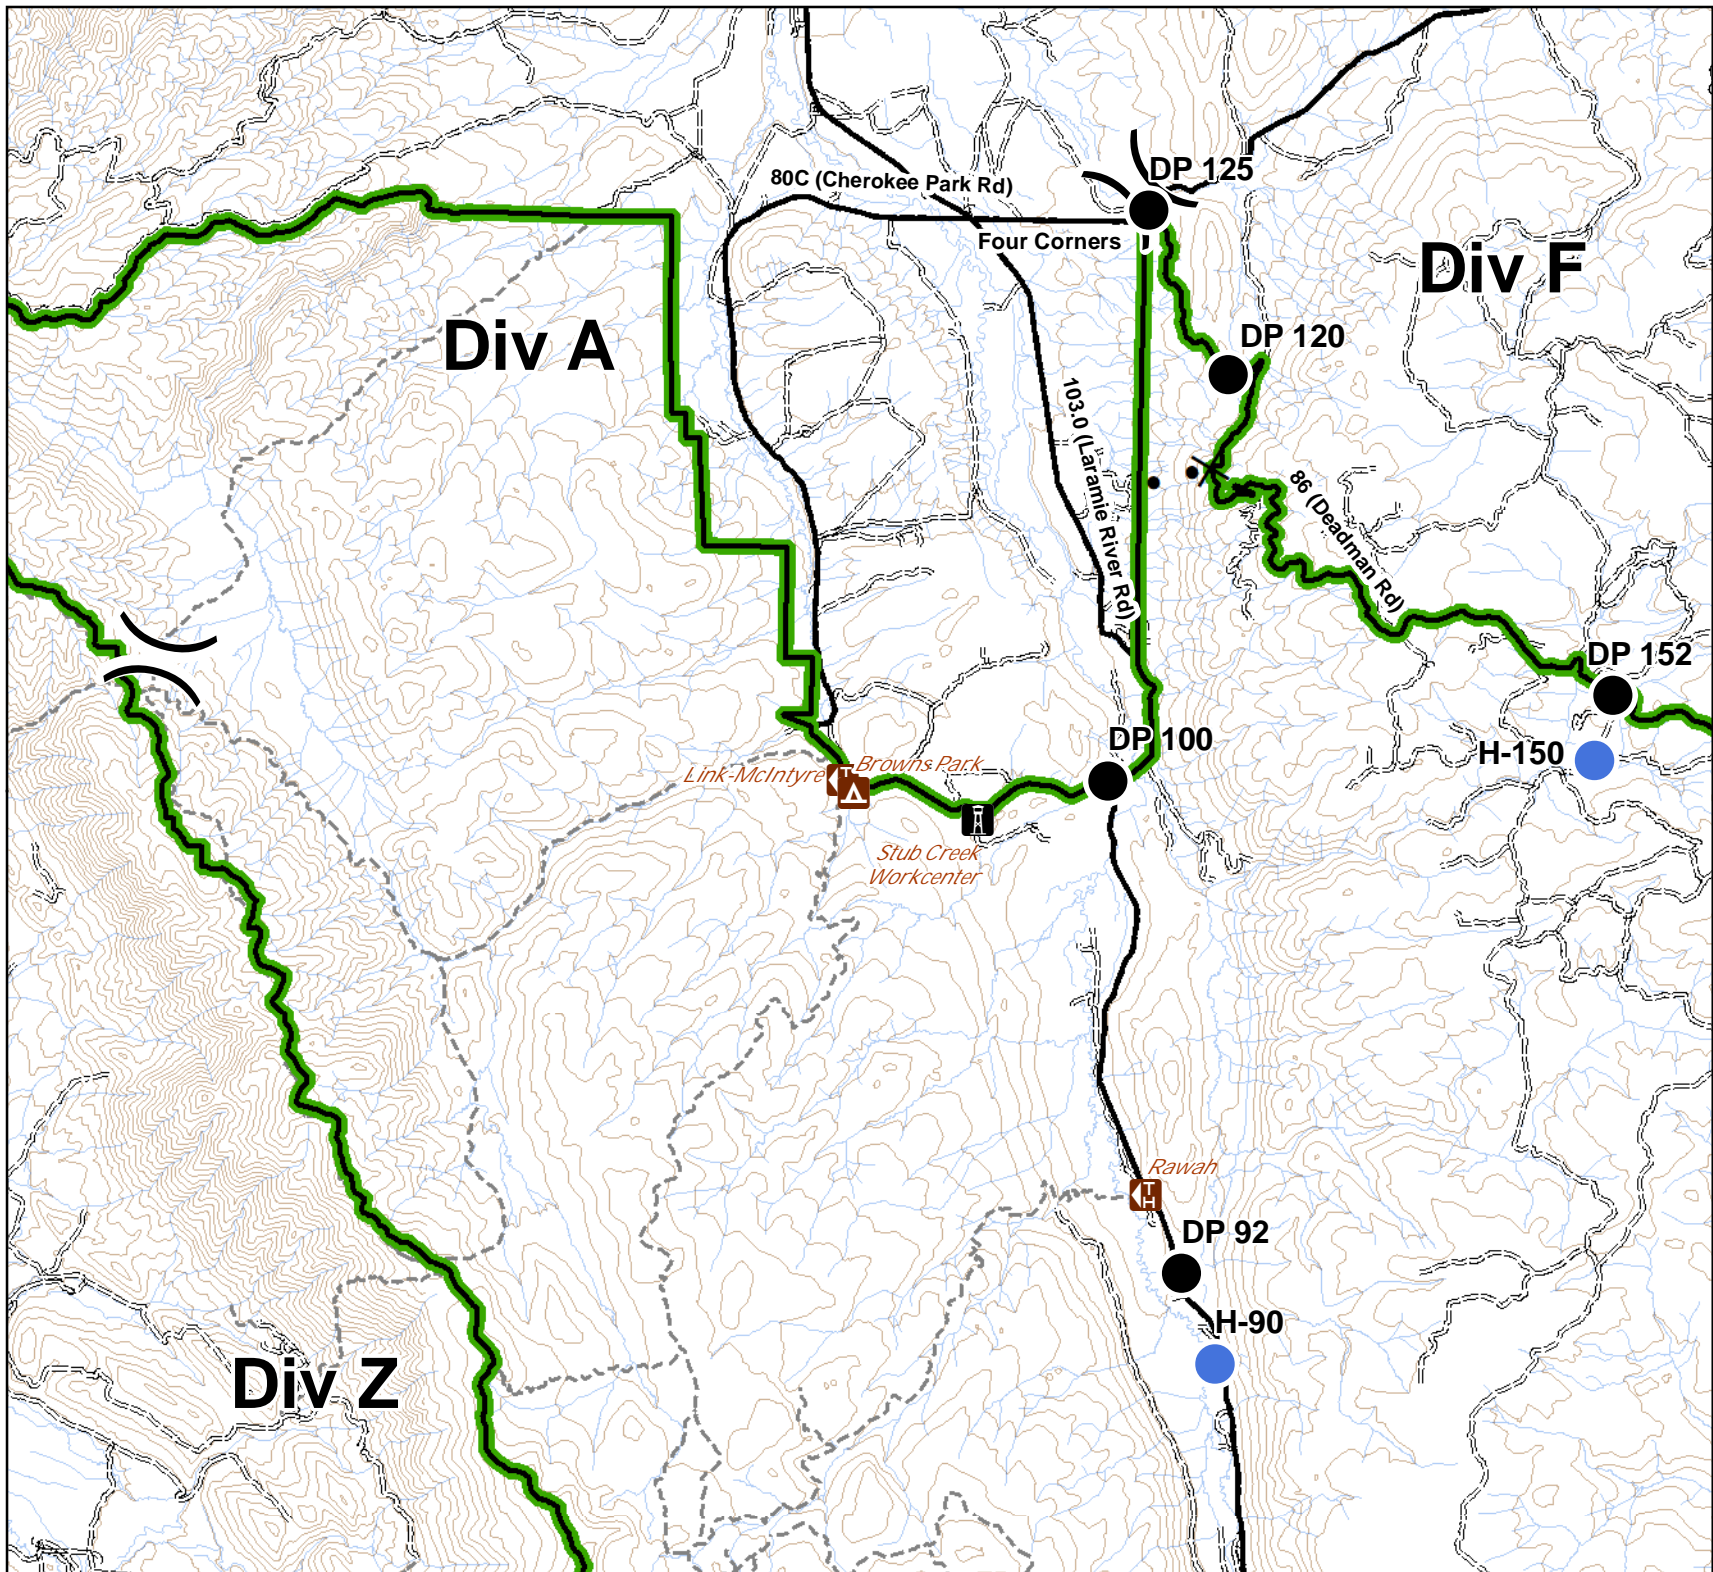 DP 125
80C (Cherokee Park Rd)
Four Corners
Div F
Div A
DP 120
103.0 (Laramie River Rd)
86 (Deadman Rd)
DP 152
DP 100
H-150
Link-McIntyre
Browns Park
Stub Creek
Workcenter
Rawah
T
H
DP 92
H-90
Div Z